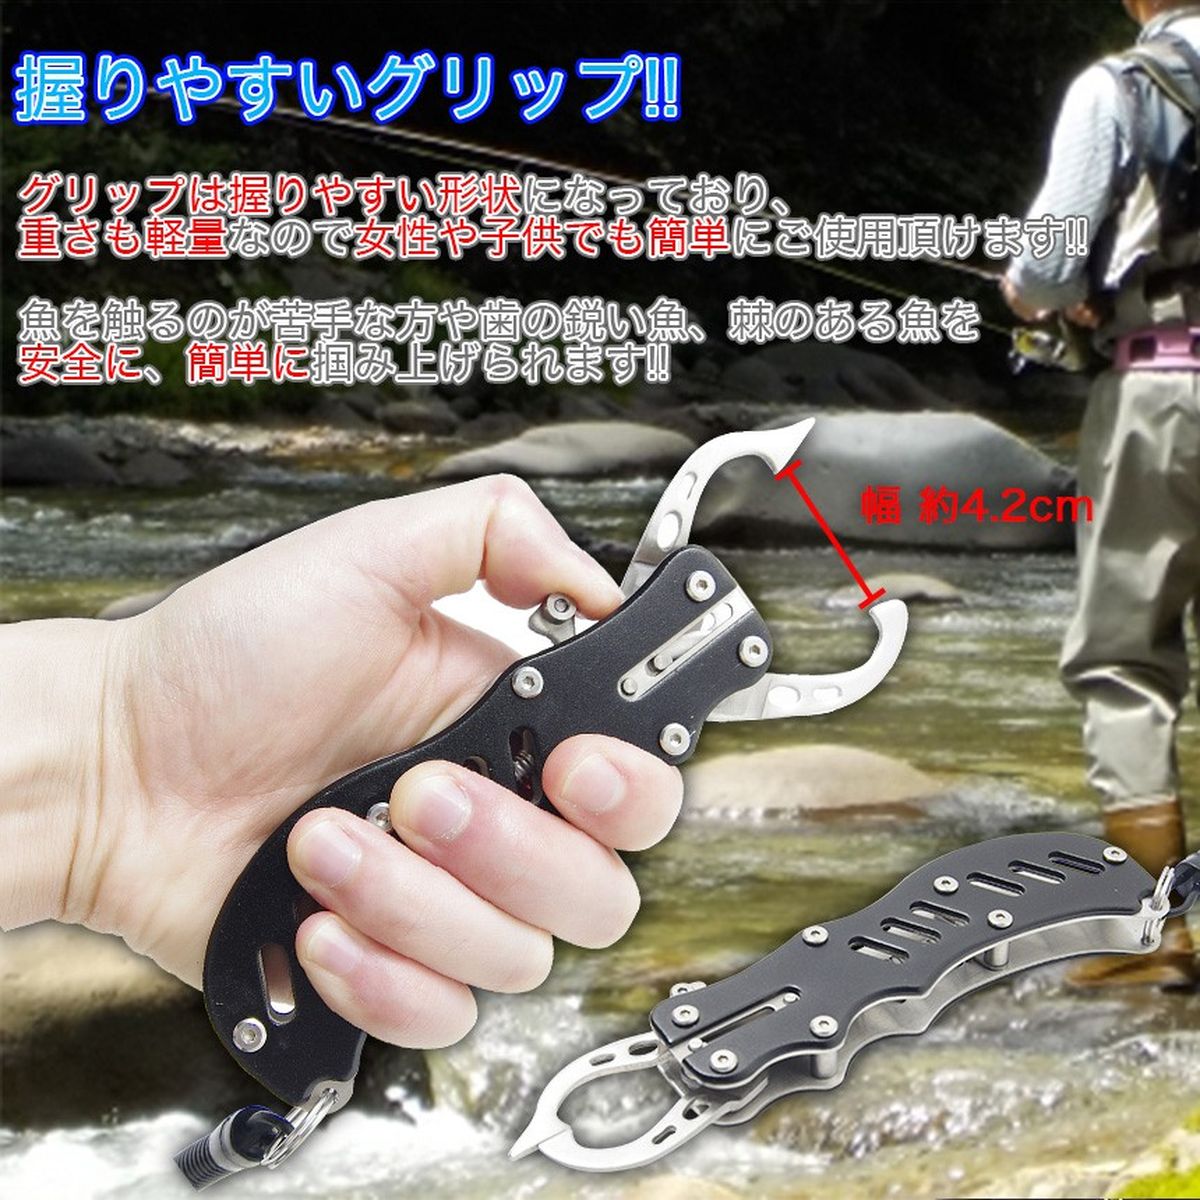 握りやすいグリップ!!
グリップは握りやすい形状になっており、
重さも軽量なので女性や子供でも簡単にご使用頂けます!!
魚を触るのが苦手な方や歯の鋭い魚、棘のある魚を
安全に、簡単に掴み上げられます!!
幅 約4.2cm